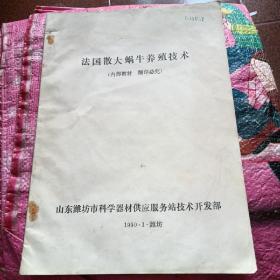 法国散大蜗牛养殖技术
（内部教材　翻印必究）
山东潍坊市科学器材供应服务站技术开发部
1990·1·潍坊